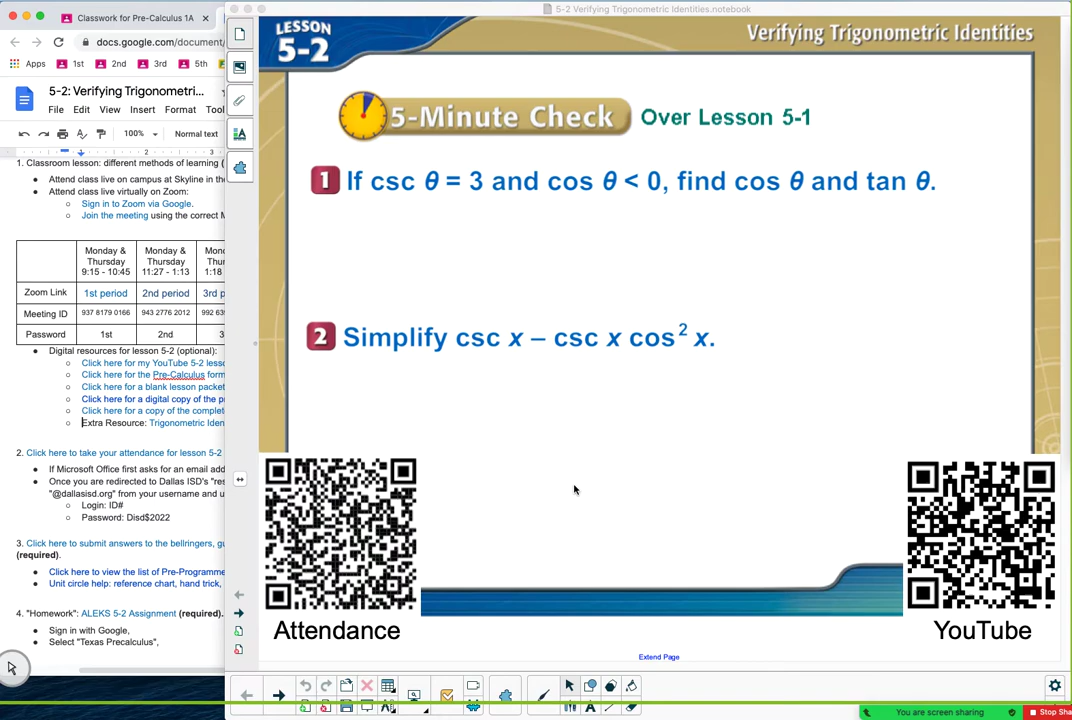 Classwork for Pre-Calculus 1A
docs.google.com/document/
Apps 1st 2nd 3rd 5th
5-2: Verifying Trigonometri...
File Edit View Insert Format Tool
100% Normal text
2 3
1. Classroom lesson: different methods of learning (
Attend class live on campus at Skyline in the
Attend class live virtually on Zoom:
Sign in to Zoom via Google.
Join the meeting using the correct M
Monday & Thursday 9:15 - 10:45
Monday & Thursday 11:27 - 1:13
Mon Thur 1:18
Zoom Link 1st period 2nd period 3rd p
Meeting ID 937 8179 0166 943 2776 2012 992 63
Password 1st 2nd 3
Digital resources for lesson 5-2 (optional):
Click here for my YouTube 5-2 less
Click here for the Pre-Calculus form
Click here for a blank lesson packet
Click here for a digital copy of the p
Click here for a copy of the complet
Extra Resource: Trigonometric Iden
2. Click here to take your attendance for lesson 5-2
If Microsoft Office first asks for an email add
Once you are redirected to Dallas ISD's "res
"@dallasisd.org" from your username and u
Login: ID#
Password: Disd$2022
3. Click here to submit answers to the bellringers, gu
(required).
Click here to view the list of Pre-Programme
Unit circle help: reference chart, hand trick,
4. "Homework": ALEKS 5-2 Assignment (required).
Sign in with Google,
Select "Texas Precalculus",
5-2 Verifying Trigonometric Identities.notebook
LESSON
5-2
Verifying Trigonometric Identities
5-Minute Check Over Lesson 5-1
1 If csc θ = 3 and cos θ < 0, find cos θ and tan θ.
2 Simplify csc x – csc x cos² x.
Attendance
YouTube
Extend Page
You are screen sharing
Stop Sha